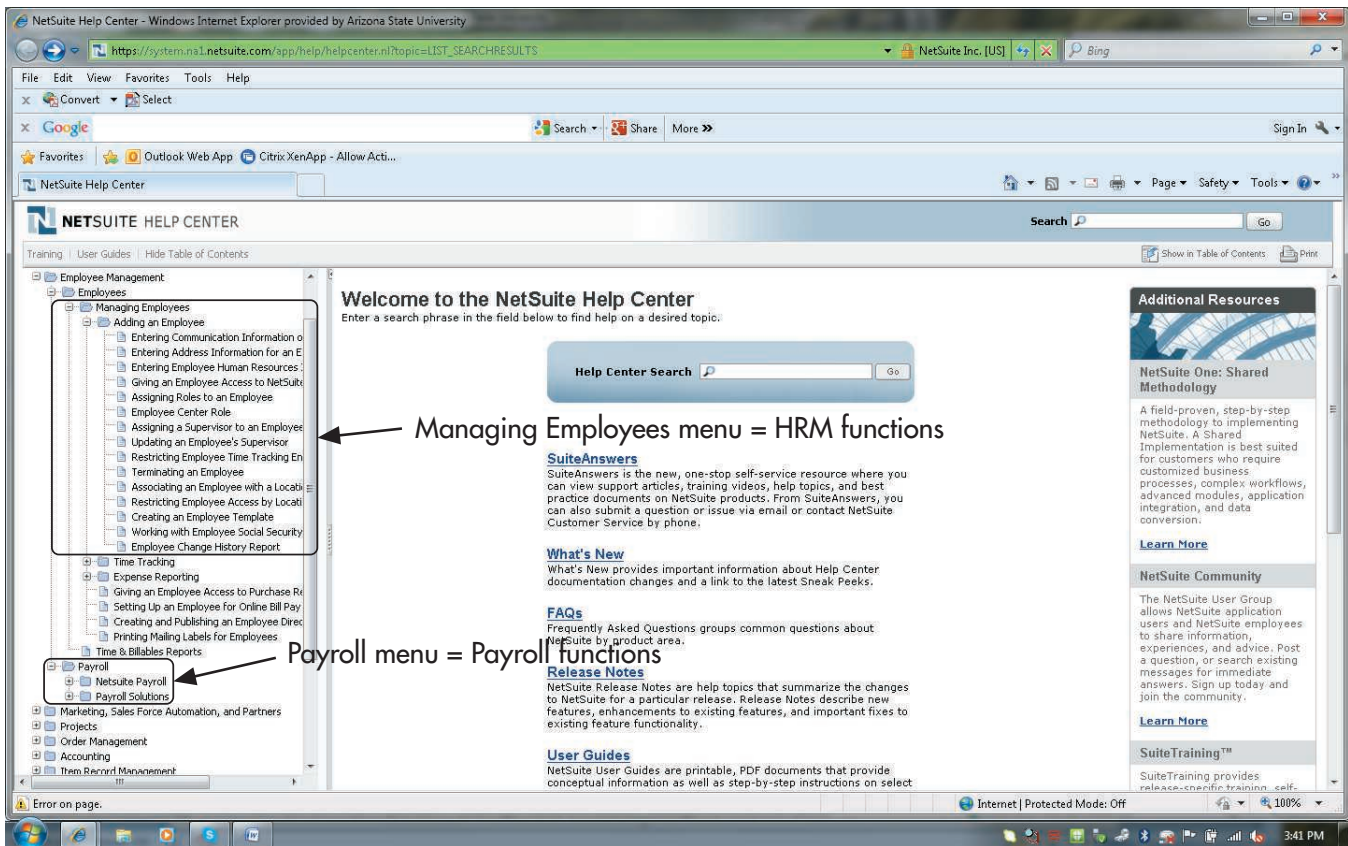 NetSuite Help Center - Windows Internet Explorer provided by Arizona State University
https://system.na1.netsuite.com/app/help/helpcenter.nl?topic=LIST_SEARCHRESULTS
NetSuite Inc. [US]
Bing
File Edit View Favorites Tools Help
x Convert Select
x Google
Search Share More »
Sign In
Favorites Outlook Web App Citrix XenApp - Allow Acti...
NetSuite Help Center
Page Safety Tools
NETSUITE HELP CENTER
Search Go
Training | User Guides | Hide Table of Contents
Show in Table of Contents Print
Employee Management
Employees
Managing Employees
Adding an Employee
Entering Communication Information o
Entering Address Information for an E
Entering Employee Human Resources
Giving an Employee Access to NetSuite
Assigning Roles to an Employee
Employee Center Role
Assigning a Supervisor to an Employee
Updating an Employee's Supervisor
Restricting Employee Time Tracking En
Terminating an Employee
Associating an Employee with a Locati
Restricting Employee Access by Locati
Creating an Employee Template
Working with Employee Social Security
Employee Change History Report
Time Tracking
Expense Reporting
Giving an Employee Access to Purchase Re
Setting Up an Employee for Online Bill Pay
Creating and Publishing an Employee Direc
Printing Mailing Labels for Employees
Time & Billables Reports
Payroll
Netsuite Payroll
Payroll Solutions
Marketing, Sales Force Automation, and Partners
Projects
Order Management
Accounting
Item Record Management
Managing Employees menu = HRM functions
Payroll menu = Payroll functions
Welcome to the NetSuite Help Center
Enter a search phrase in the field below to find help on a desired topic.
Help Center Search Go
SuiteAnswers
SuiteAnswers is the new, one-stop self-service resource where you
can view support articles, training videos, help topics, and best
practice documents on NetSuite products. From SuiteAnswers, you
can also submit a question or issue via email or contact NetSuite
Customer Service by phone.
What's New
What's New provides important information about Help Center
documentation changes and a link to the latest Sneak Peeks.
FAQs
Frequently Asked Questions groups common questions about
NetSuite by product area.
Release Notes
NetSuite Release Notes are help topics that summarize the changes
to NetSuite for a particular release. Release Notes describe new
features, enhancements to existing features, and important fixes to
existing feature functionality.
User Guides
NetSuite User Guides are printable, PDF documents that provide
conceptual information as well as step-by-step instructions on select
Additional Resources
NetSuite One: Shared
Methodology
A field-proven, step-by-step
methodology to implementing
NetSuite. A Shared
Implementation is best suited
for customers who require
customized business
processes, complex workflows,
advanced modules, application
integration, and data
conversion.
Learn More
NetSuite Community
The NetSuite User Group
allows NetSuite application
users and NetSuite employees
to share information,
experiences, and advice. Post
a question, or search existing
messages for immediate
answers. Sign up today and
join the community.
Learn More
SuiteTraining™
SuiteTraining provides
release-specific training, self-
Error on page.
Internet | Protected Mode: Off
100%
3:41 PM